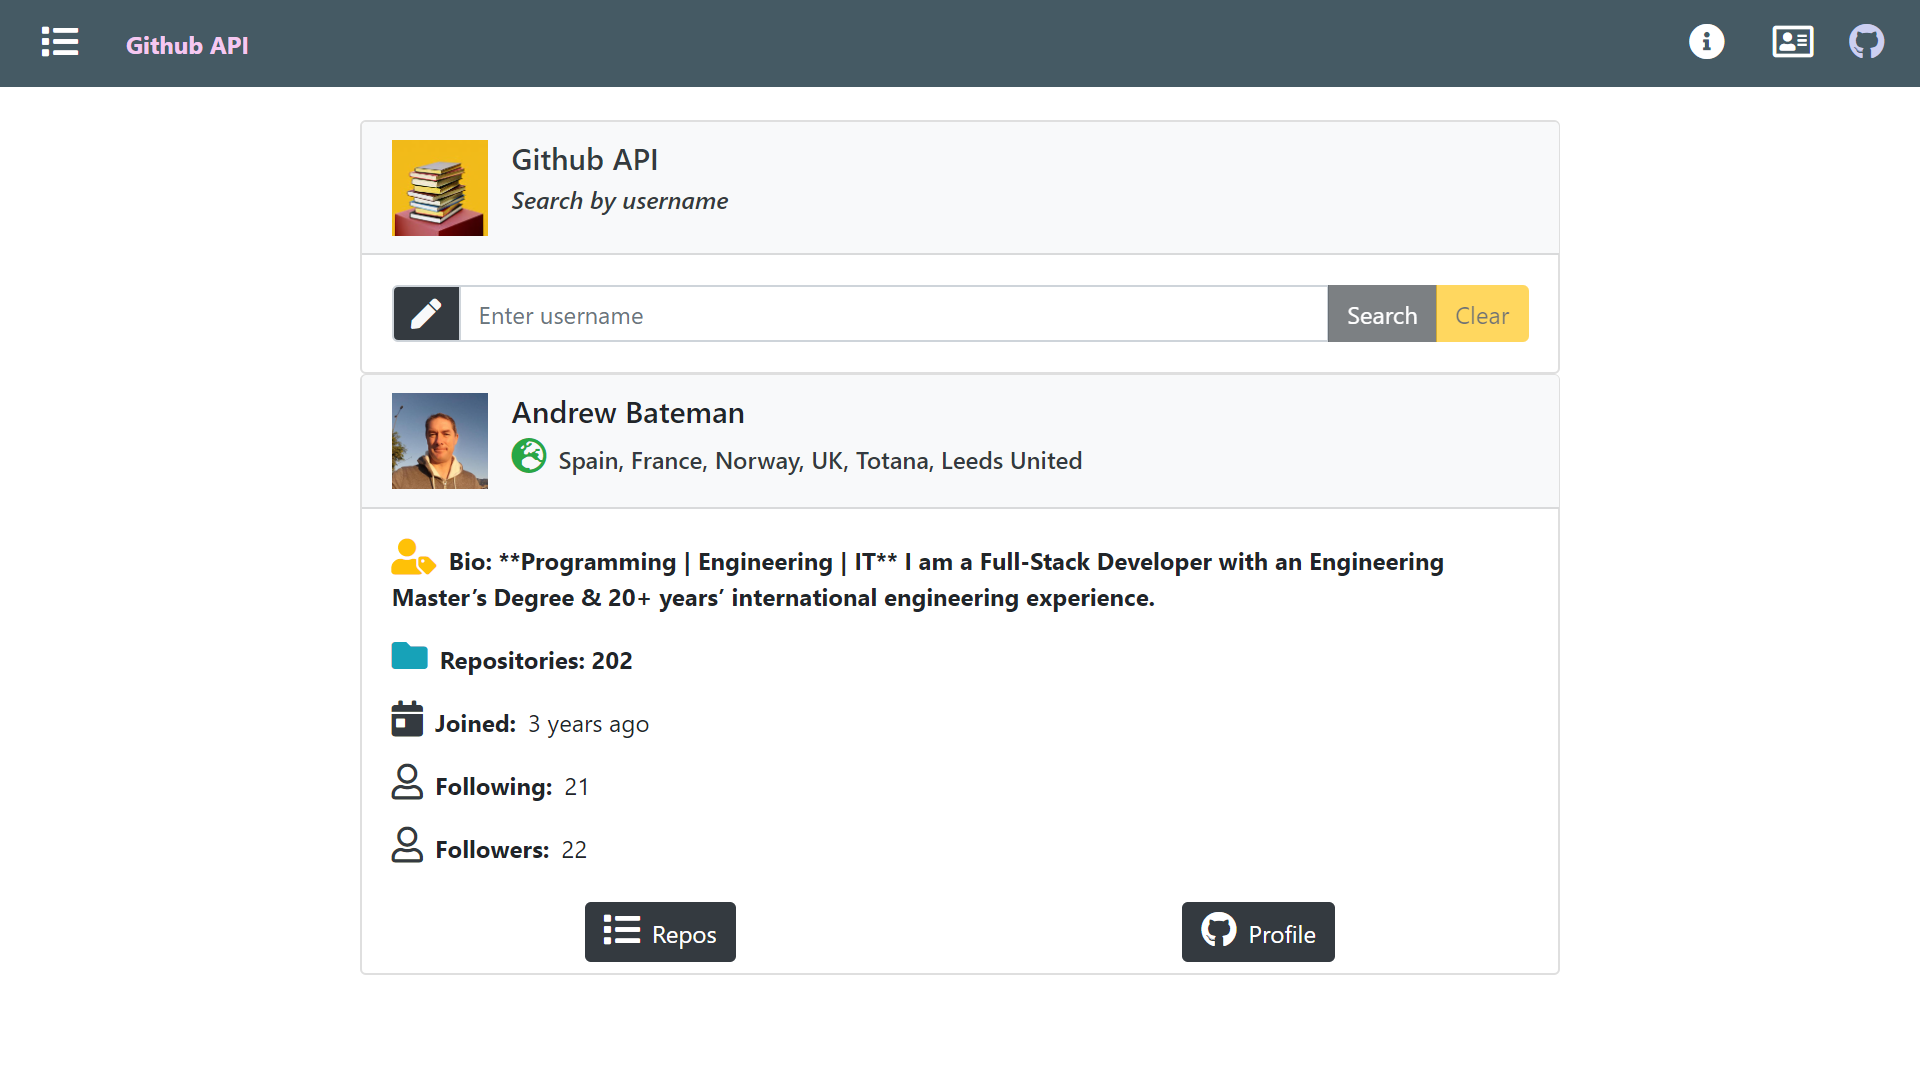 Github API
Github API
Search by username
Enter username
Search
Clear
Andrew Bateman
Spain, France, Norway, UK, Totana, Leeds United
Bio: **Programming | Engineering | IT** I am a Full-Stack Developer with an Engineering
Master’s Degree & 20+ years’ international engineering experience.
Repositories: 202
Joined: 3 years ago
Following: 21
Followers: 22
Repos
Profile